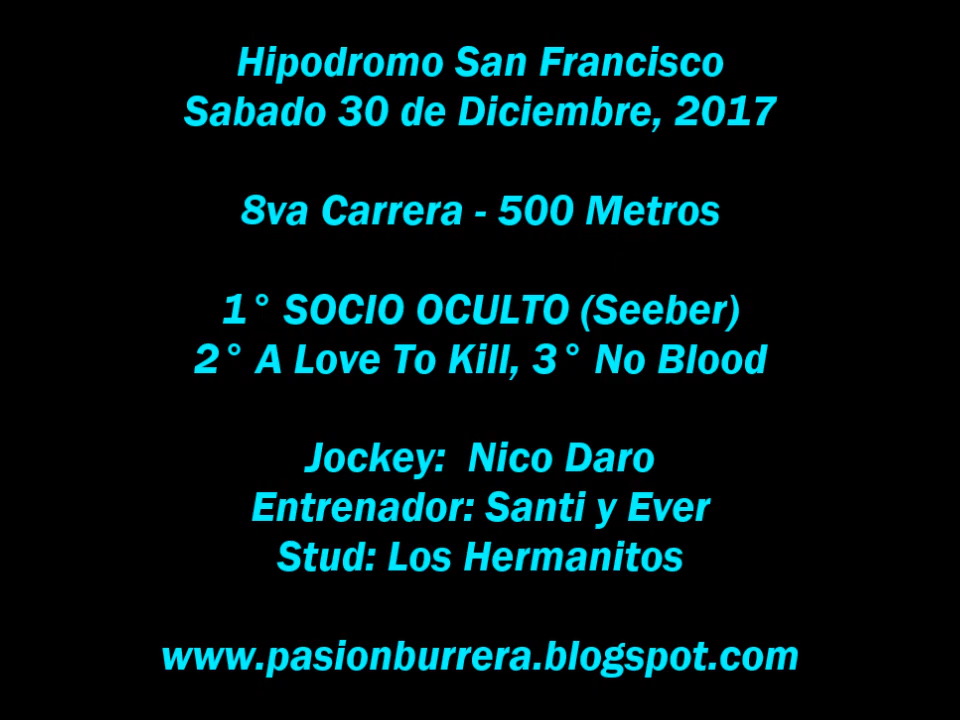 Hipodromo San Francisco
Sabado 30 de Diciembre, 2017
8va Carrera - 500 Metros
1° SOCIO OCULTO (Seeber)
2° A Love To Kill, 3° No Blood
Jockey:  Nico Daro
Entrenador: Santi y Ever
Stud: Los Hermanitos
www.pasionburrera.blogspot.com